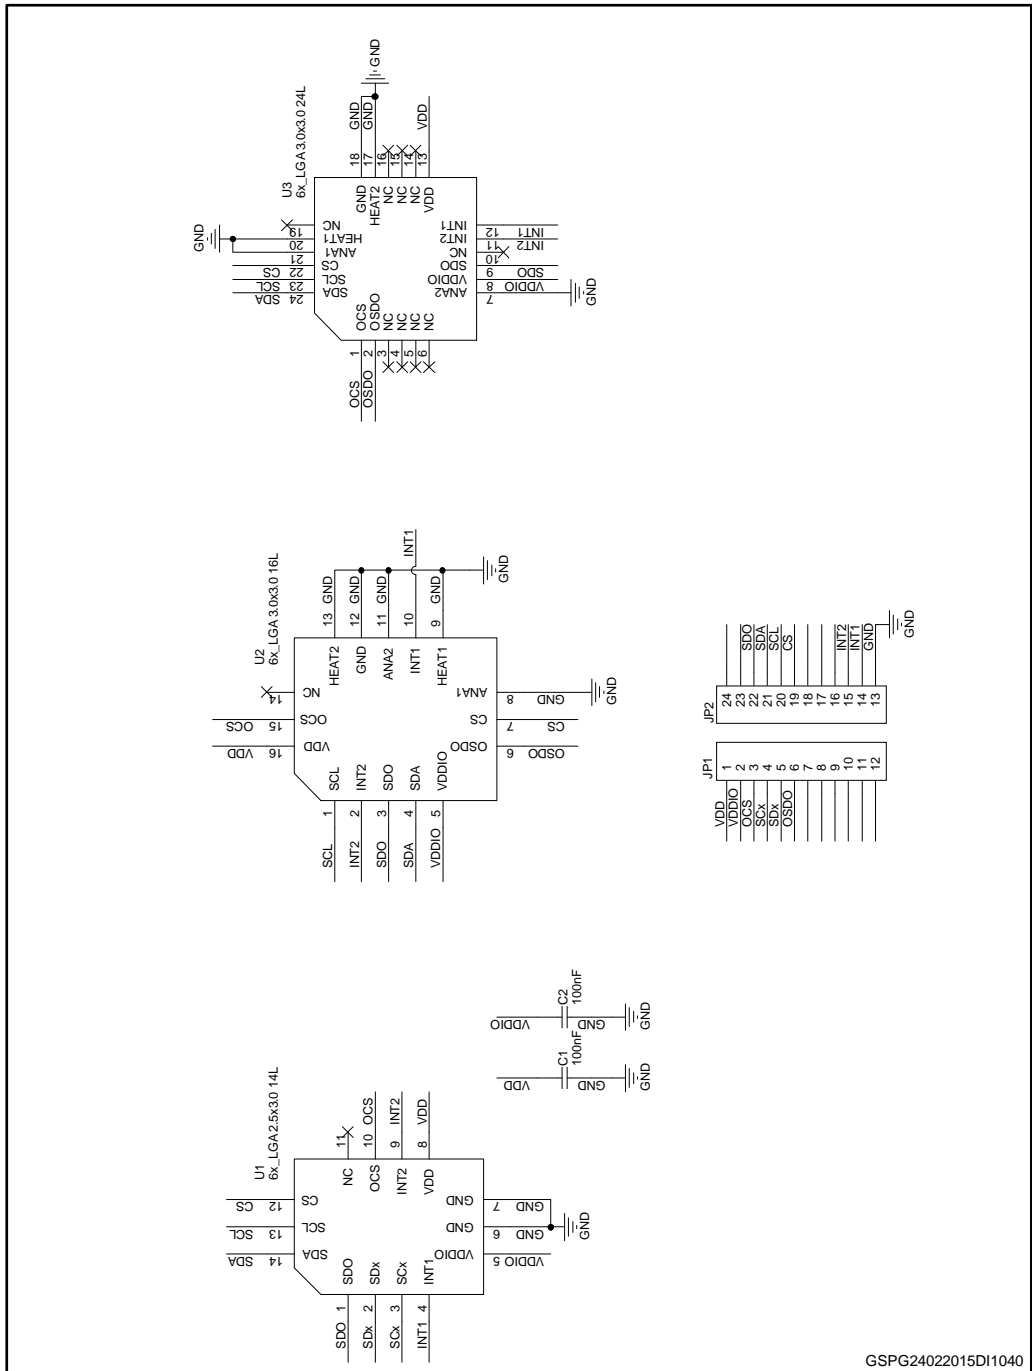 GND
U3
6x_LGA 3.0x3.0 24L
GND
GND
VDD
18
17
16
15
14
13
GND
HEAT2
NC
NC
NC
VDD
GND
SDA
SCL
CS
24
23
22
21
20
19
SDA
SCL
CS
ANA1
HEAT1
NC
OCS
OSDO
1
2
3
4
5
6
OCS
OSDO
NC
NC
NC
NC
ANA2
VDDIO
SDO
NC
INT2
INT1
7
8
9
10
11
12
VDDIO
SDO
INT2
INT1
GND
U2
6x_LGA 3.0x3.0 16L
INT1
13 GND
12 GND
11 GND
10
9 GND
GND
HEAT2
GND
ANA2
INT1
HEAT1
VDD
OCS
16
15
14
VDD
OCS
NC
SCL
INT2
SDO
SDA
VDDIO
1
2
3
4
5
SCL
INT2
SDO
SDA
VDDIO
OSDO
CS
ANA1
6
7
8
OSDO
CS
GND
GND
JP2
24
23
22
21
20
19
18
17
16
15
14
13
SDO
SDA
SCL
CS
INT2
INT1
GND
GND
JP1
1
2
3
4
5
6
7
8
9
10
11
12
VDD
VDDIO
OCS
SCx
SDx
OSDO
VDDIO
C2
100nF
GND
GND
VDD
C1
100nF
GND
GND
U1
6x_LGA 2.5x3.0 14L
11
10 OCS
9 INT2
8 VDD
NC
OCS
INT2
VDD
SDA
SCL
CS
14
13
12
SDA
SCL
CS
SDO 1
SDx 2
SCx 3
INT1 4
SDO
SDx
SCx
INT1
VDDIO
GND
GND
5 VDDIO
6 GND
7 GND
GND
GSPG24022015DI1040